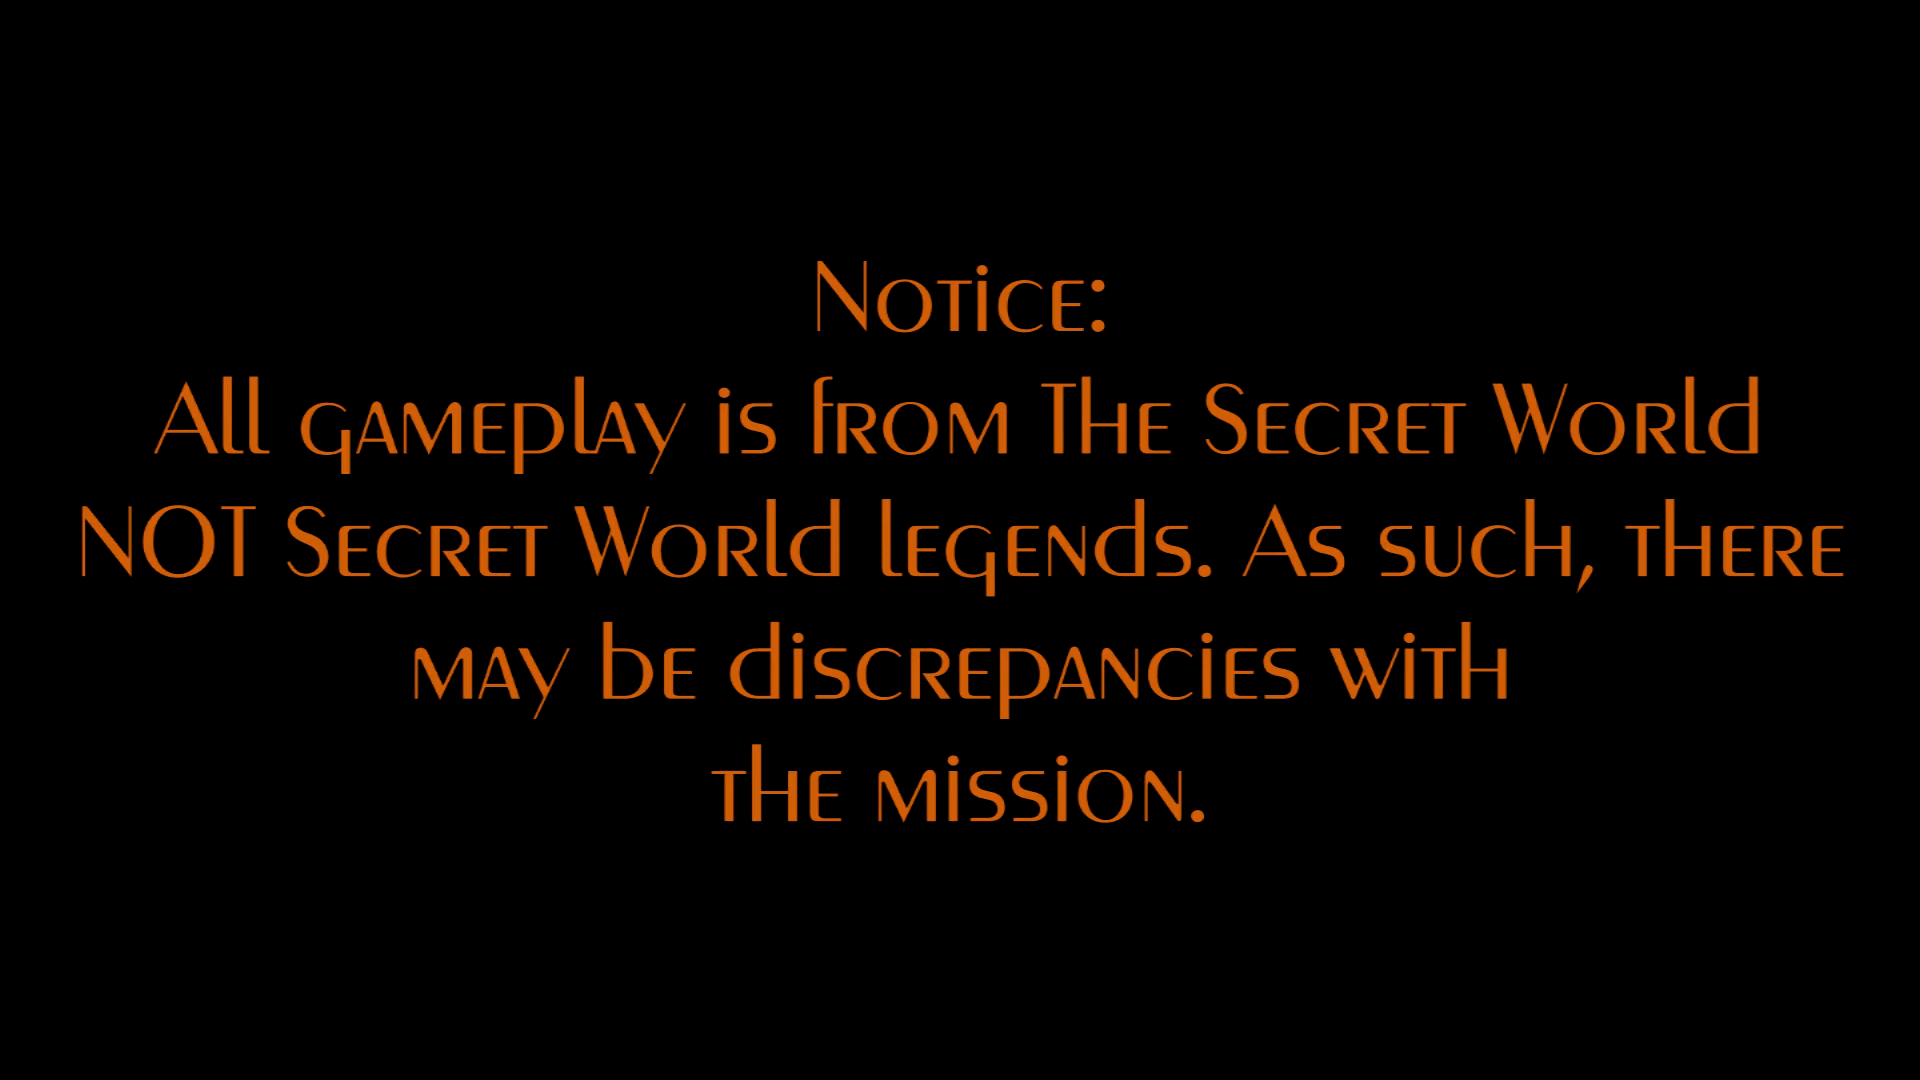 Notice:
All gameplay is from The Secret World
NOT Secret World legends. As such, there
may be discrepancies with
the mission.